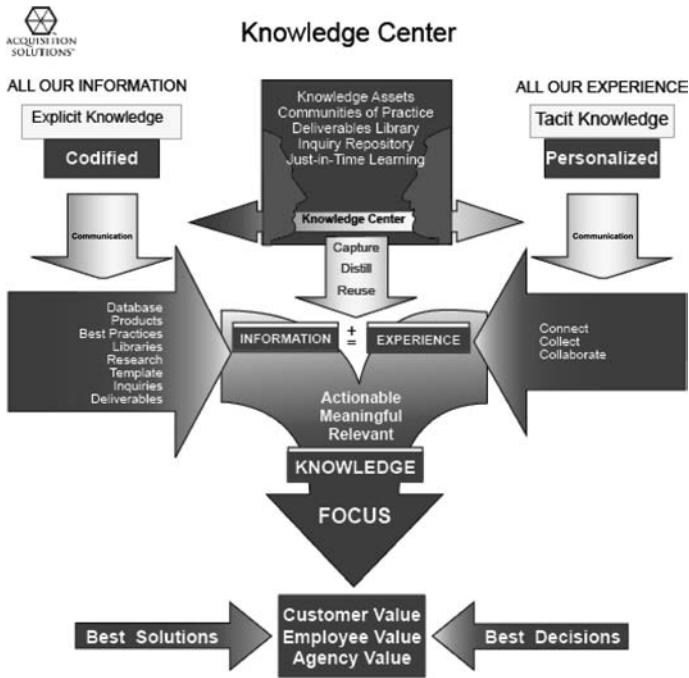 ACQUISITION
SOLUTIONS
Knowledge Center
ALL OUR INFORMATION
Explicit Knowledge
Codified
Communication
Knowledge Assets
Communities of Practice
Deliverables Library
Inquiry Repository
Just-in-Time Learning
Knowledge Center
Capture
Distill
Reuse
ALL OUR EXPERIENCE
Tacit Knowledge
Personalized
Communication
Database
Products
Best Practices
Libraries
Research
Template
Inquiries
Deliverables
INFORMATION
+
=
EXPERIENCE
Connect
Collect
Collaborate
Actionable
Meaningful
Relevant
KNOWLEDGE
FOCUS
Best Solutions
Customer Value
Employee Value
Agency Value
Best Decisions